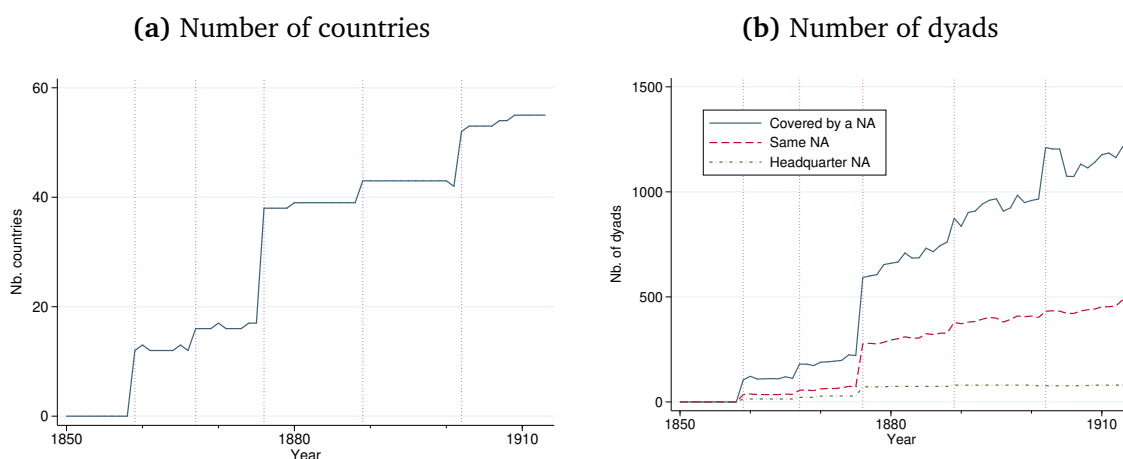 (a) Number of countries
60
40
20
0
Nb. countries
1850
1880
1910
Year
(b) Number of dyads
1500
1000
500
0
Nb. of dyads
Covered by a NA
Same NA
Headquarter NA
1850
1880
1910
Year